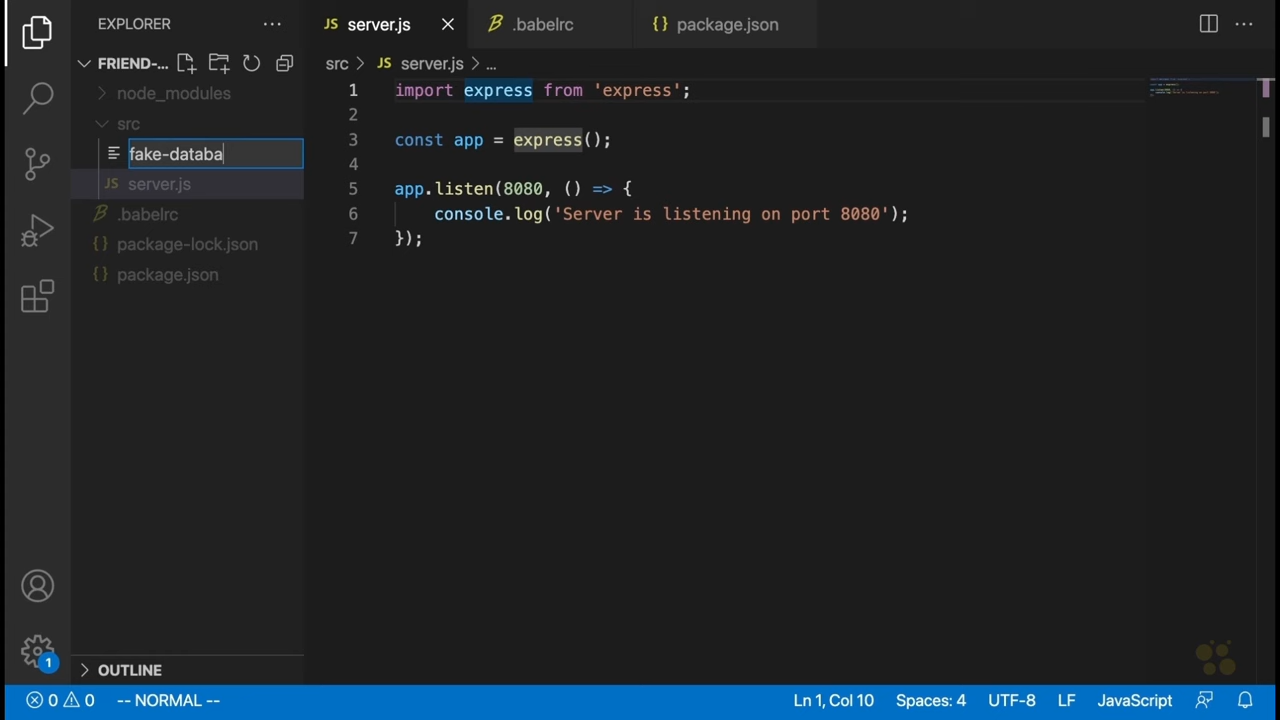 EXPLORER
FRIEND-...
node_modules
src
fake-databa
server.js
.babelrc
package-lock.json
package.json
OUTLINE
JS server.js
.babelrc
{} package.json
src > JS server.js > ...
1 import express from 'express';
2
3 const app = express();
4
5 app.listen(8080, () => {
6 console.log('Server is listening on port 8080');
7 });
1
0 0 -- NORMAL --
Ln 1, Col 10 Spaces: 4 UTF-8 LF JavaScript